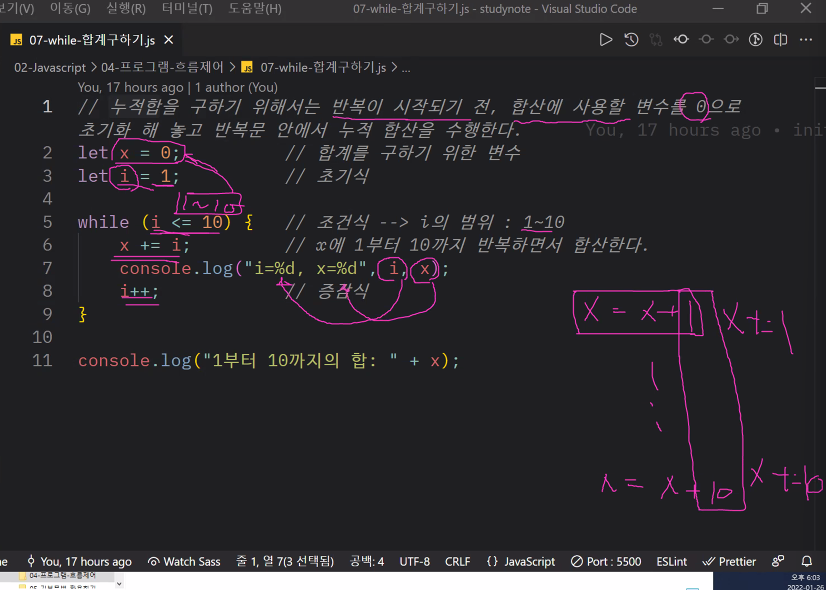 보기(V) 이동(G) 실행(R) 터미널(T) 도움말(H) 07-while-합계구하기.js - studynote - Visual Studio Code
JS 07-while-합계구하기.js
02-Javascript > 04-프로그램-흐름제어 > JS 07-while-합계구하기.js > ...
You, 17 hours ago | 1 author (You)
1 // 누적합을 구하기 위해서는 반복이 시작되기 전, 합산에 사용할 변수를 0으로
초기화 해 놓고 반복문 안에서 누적 합산을 수행한다. You, 17 hours ago • init
2 let x = 0; // 합계를 구하기 위한 변수
3 let i = 1; // 초기식
4
11~10
5 while (i <= 10) { // 조건식 --> i의 범위 : 1~10
6 x += i; // x에 1부터 10까지 반복하면서 합산한다.
7 console.log("i=%d, x=%d", i, x);
8 i++; // 증감식
9 }
X = x+1 X+=1
10
11 console.log("1부터 10까지의 합: " + x);
x = x+10 x+=10
You, 17 hours ago Watch Sass 줄 1, 열 7(3 선택됨) 공백: 4 UTF-8 CRLF {} JavaScript Port : 5500 ESLint Prettier
04-프로그램-흐름제어
오후 6:03
2022-01-26